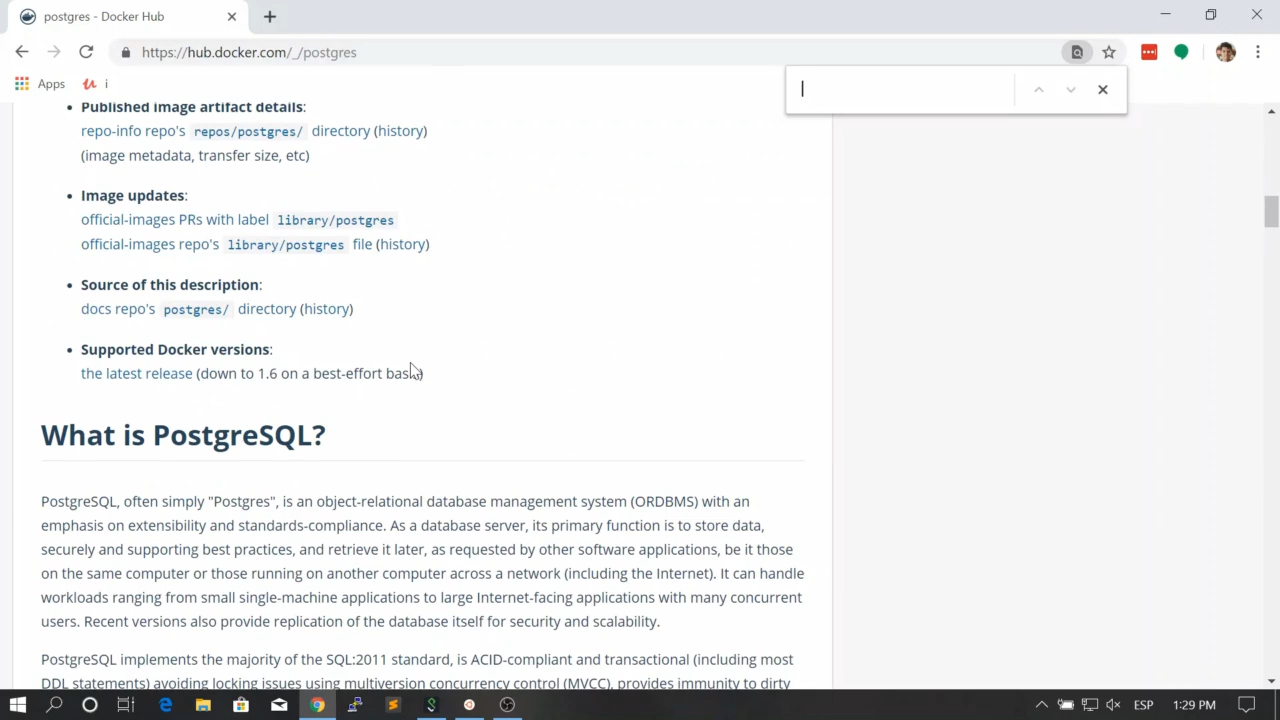 postgres - Docker Hub
https://hub.docker.com/_/postgres
Apps
i
Published image artifact details:
repo-info repo's repos/postgres/ directory (history)
(image metadata, transfer size, etc)
Image updates:
official-images PRs with label library/postgres
official-images repo's library/postgres file (history)
Source of this description:
docs repo's postgres/ directory (history)
Supported Docker versions:
the latest release (down to 1.6 on a best-effort basis)
What is PostgreSQL?
PostgreSQL, often simply "Postgres", is an object-relational database management system (ORDBMS) with an
emphasis on extensibility and standards-compliance. As a database server, its primary function is to store data,
securely and supporting best practices, and retrieve it later, as requested by other software applications, be it those
on the same computer or those running on another computer across a network (including the Internet). It can handle
workloads ranging from small single-machine applications to large Internet-facing applications with many concurrent
users. Recent versions also provide replication of the database itself for security and scalability.
PostgreSQL implements the majority of the SQL:2011 standard, is ACID-compliant and transactional (including most
DDL statements) avoiding locking issues using multiversion concurrency control (MVCC), provides immunity to dirty
ESP
1:29 PM